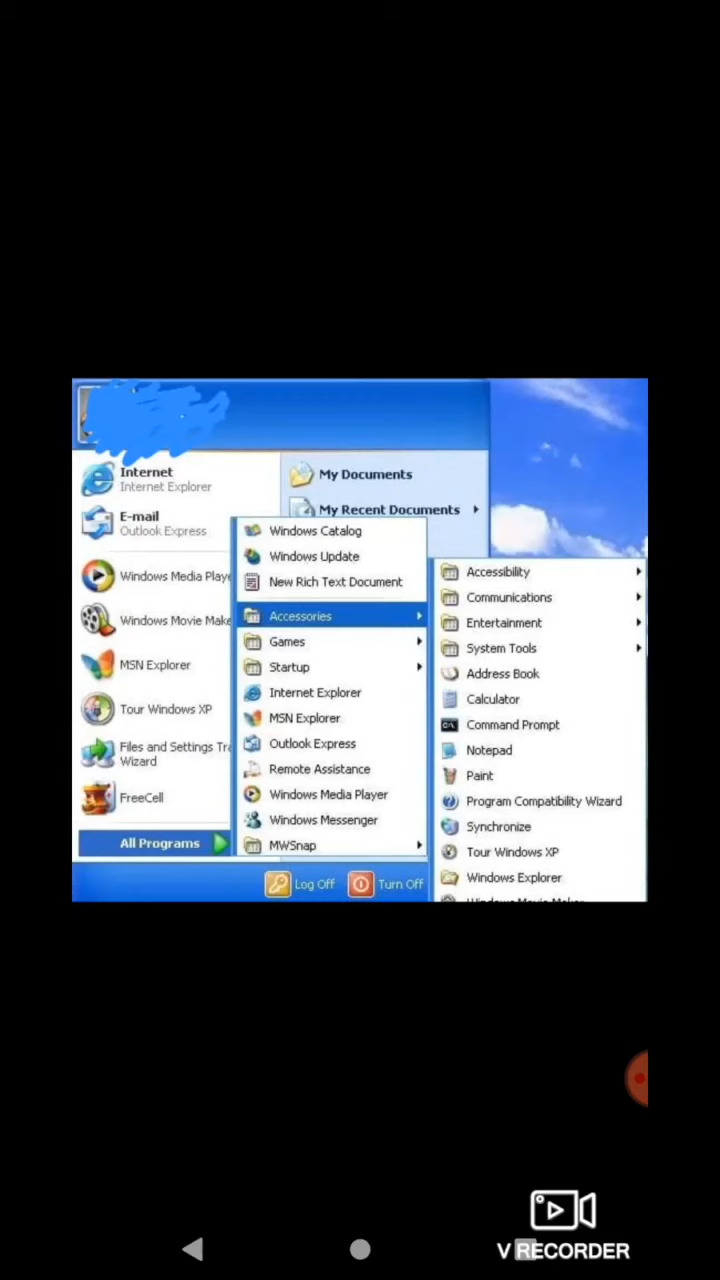 Internet
Internet Explorer
E-mail
Outlook Express
Windows Media Playe
Windows Movie Make
MSN Explorer
Tour Windows XP
Files and Settings Tra
Wizard
FreeCell
All Programs
My Documents
My Recent Documents
Windows Catalog
Windows Update
New Rich Text Document
Accessories
Games
Startup
Internet Explorer
MSN Explorer
Outlook Express
Remote Assistance
Windows Media Player
Windows Messenger
MWSnap
Accessibility
Communications
Entertainment
System Tools
Address Book
Calculator
Command Prompt
Notepad
Paint
Program Compatibility Wizard
Synchronize
Tour Windows XP
Windows Explorer
Windows Movie Maker
Log Off
Turn Off
V RECORDER